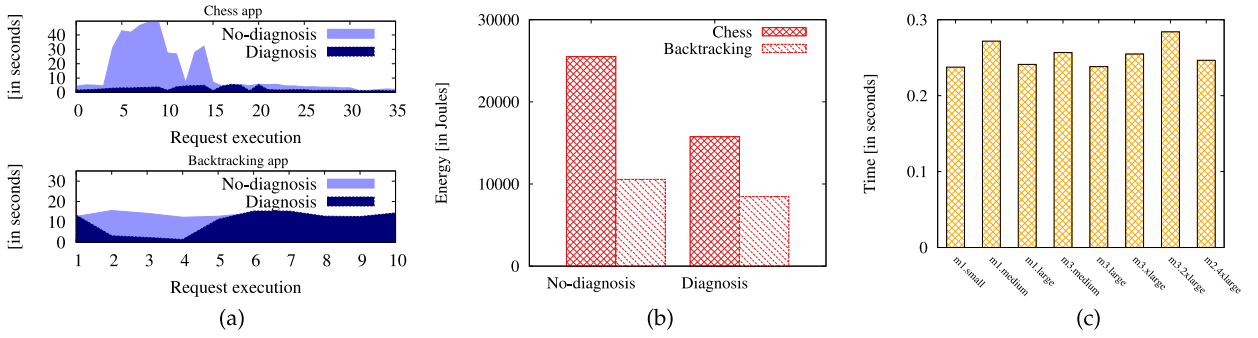 Chess app
[in seconds]
40
30
20
10
0
No-diagnosis
Diagnosis
0 5 10 15 20 25 30 35
Request execution
Backtracking app
[in seconds]
30
20
10
0
No-diagnosis
Diagnosis
1 2 3 4 5 6 7 8 9 10
Request execution
(a)
Energy [in Joules]
30000
20000
10000
0
Chess
Backtracking
No-diagnosis Diagnosis
(b)
Time [in seconds]
0.3
0.2
0.1
0
m1.small
m1.medium
m1.large
m3.medium
m3.large
m3.xlarge
m3.2xlarge
m2.4xlarge
(c)